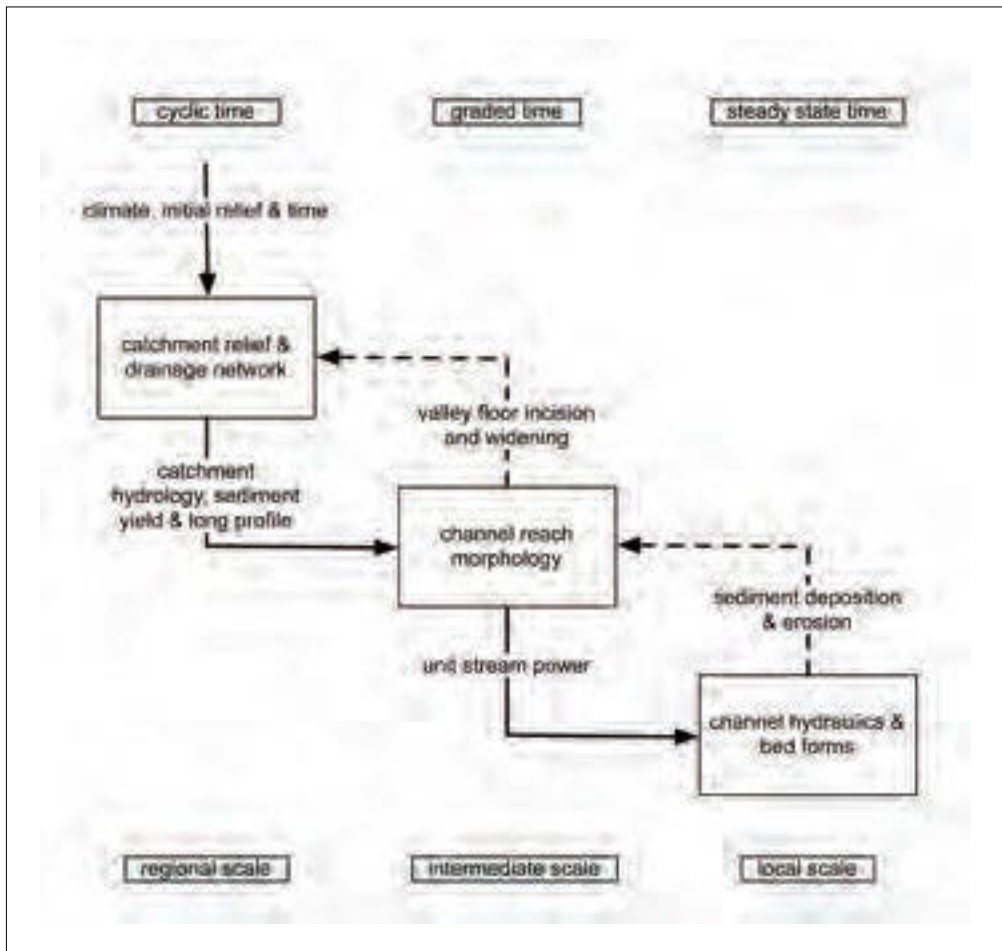 cyclic time
graded time
steady state time
climate, initial relief & time
catchment relief &
drainage network
valley floor incision
and widening
catchment
hydrology, sediment
yield & long profile
channel reach
morphology
sediment deposition
& erosion
unit stream power
channel hydraulics &
bed forms
regional scale
intermediate scale
local scale